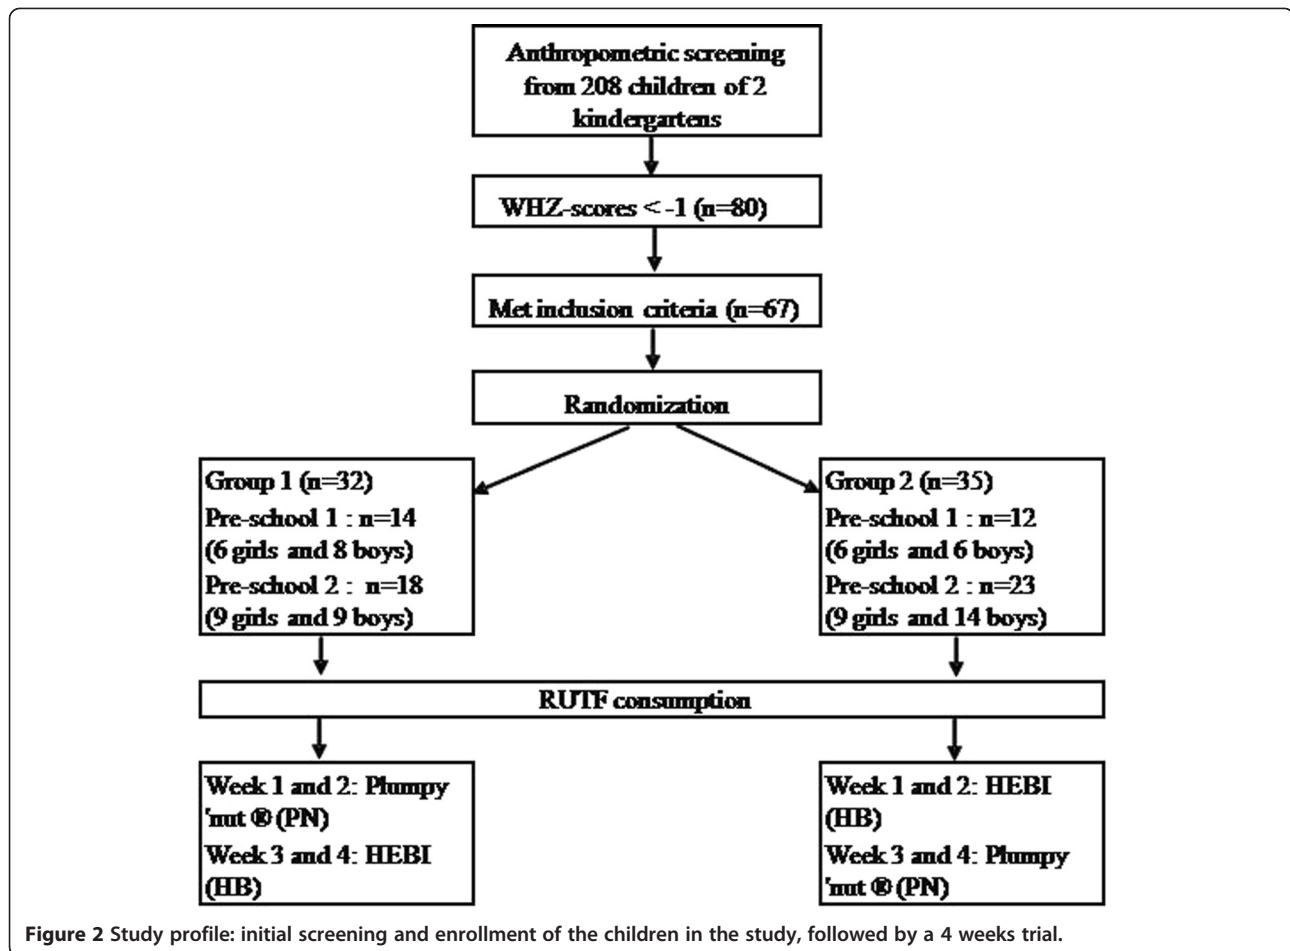 Anthropometric screening
from 208 children of 2
kindergartens
WHZ-scores < -1 (n=80)
Met inclusion criteria (n=67)
Randomization
Group 1 (n=32)
Pre-school 1 : n=14
(6 girls and 8 boys)
Pre-school 2 : n=18
(9 girls and 9 boys)
Group 2 (n=35)
Pre-school 1 : n=12
(6 girls and 6 boys)
Pre-school 2 : n=23
(9 girls and 14 boys)
RUTF consumption
Week 1 and 2: Plumpy
'nut ® (PN)
Week 3 and 4: HEBI
(HB)
Week 1 and 2: HEBI
(HB)
Week 3 and 4: Plumpy
'nut ® (PN)
Figure 2 Study profile: initial screening and enrollment of the children in the study, followed by a 4 weeks trial.